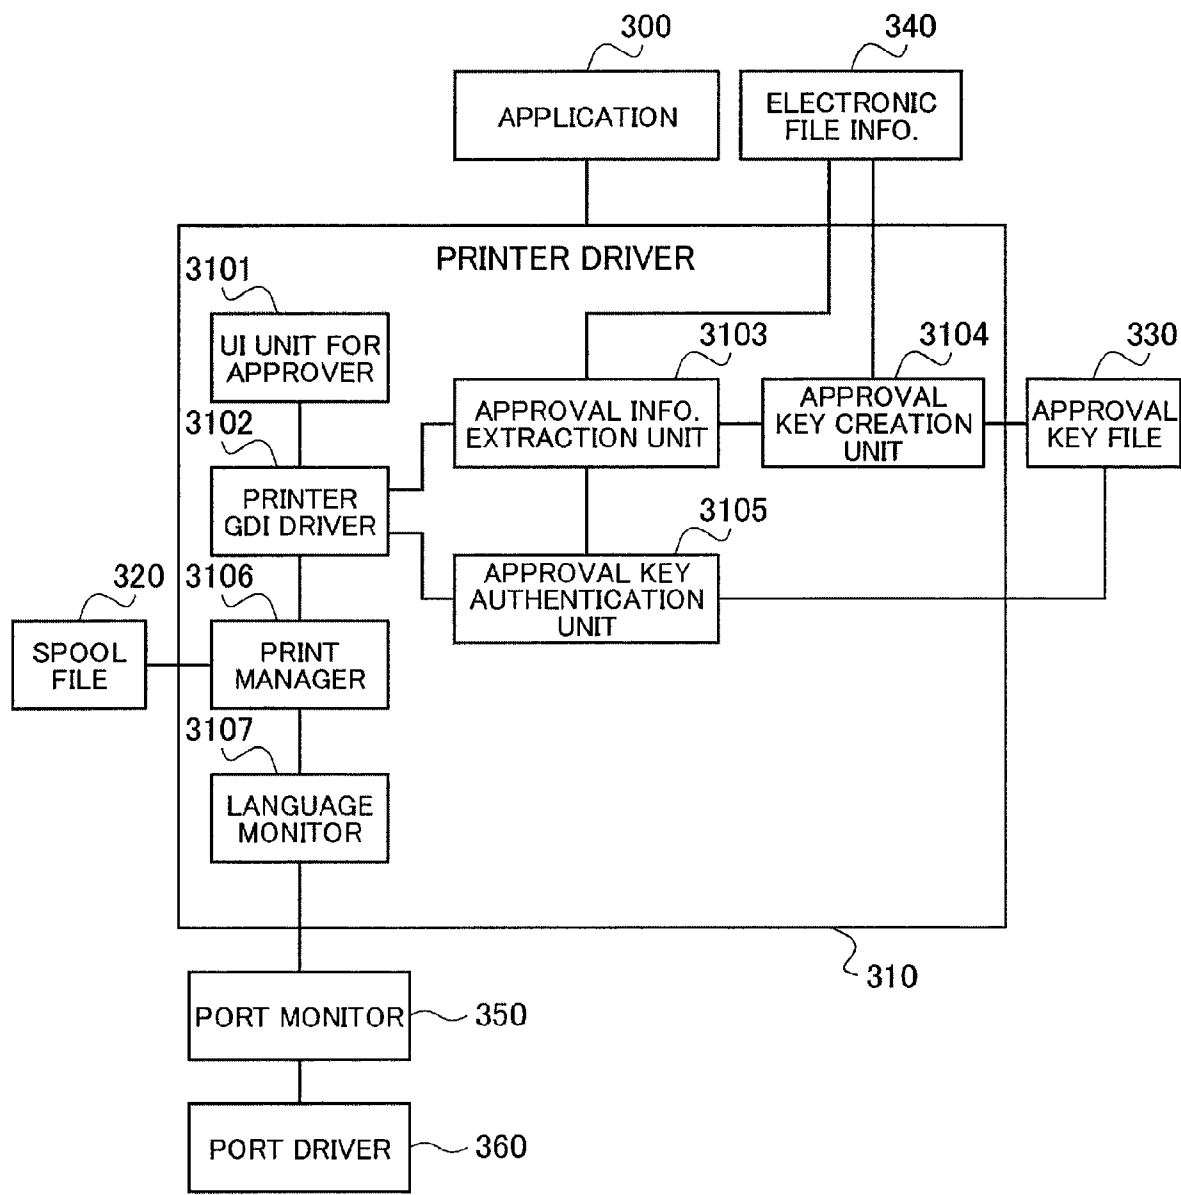 300
340
APPLICATION
ELECTRONIC
FILE INFO.
PRINTER DRIVER
3101
UI UNIT FOR
APPROVER
3103
3104
330
APPROVAL INFO.
EXTRACTION UNIT
APPROVAL
KEY CREATION
UNIT
APPROVAL
KEY FILE
3102
PRINTER
GDI DRIVER
3105
APPROVAL KEY
AUTHENTICATION
UNIT
320
3106
SPOOL
FILE
PRINT
MANAGER
3107
LANGUAGE
MONITOR
310
PORT MONITOR
350
PORT DRIVER
360